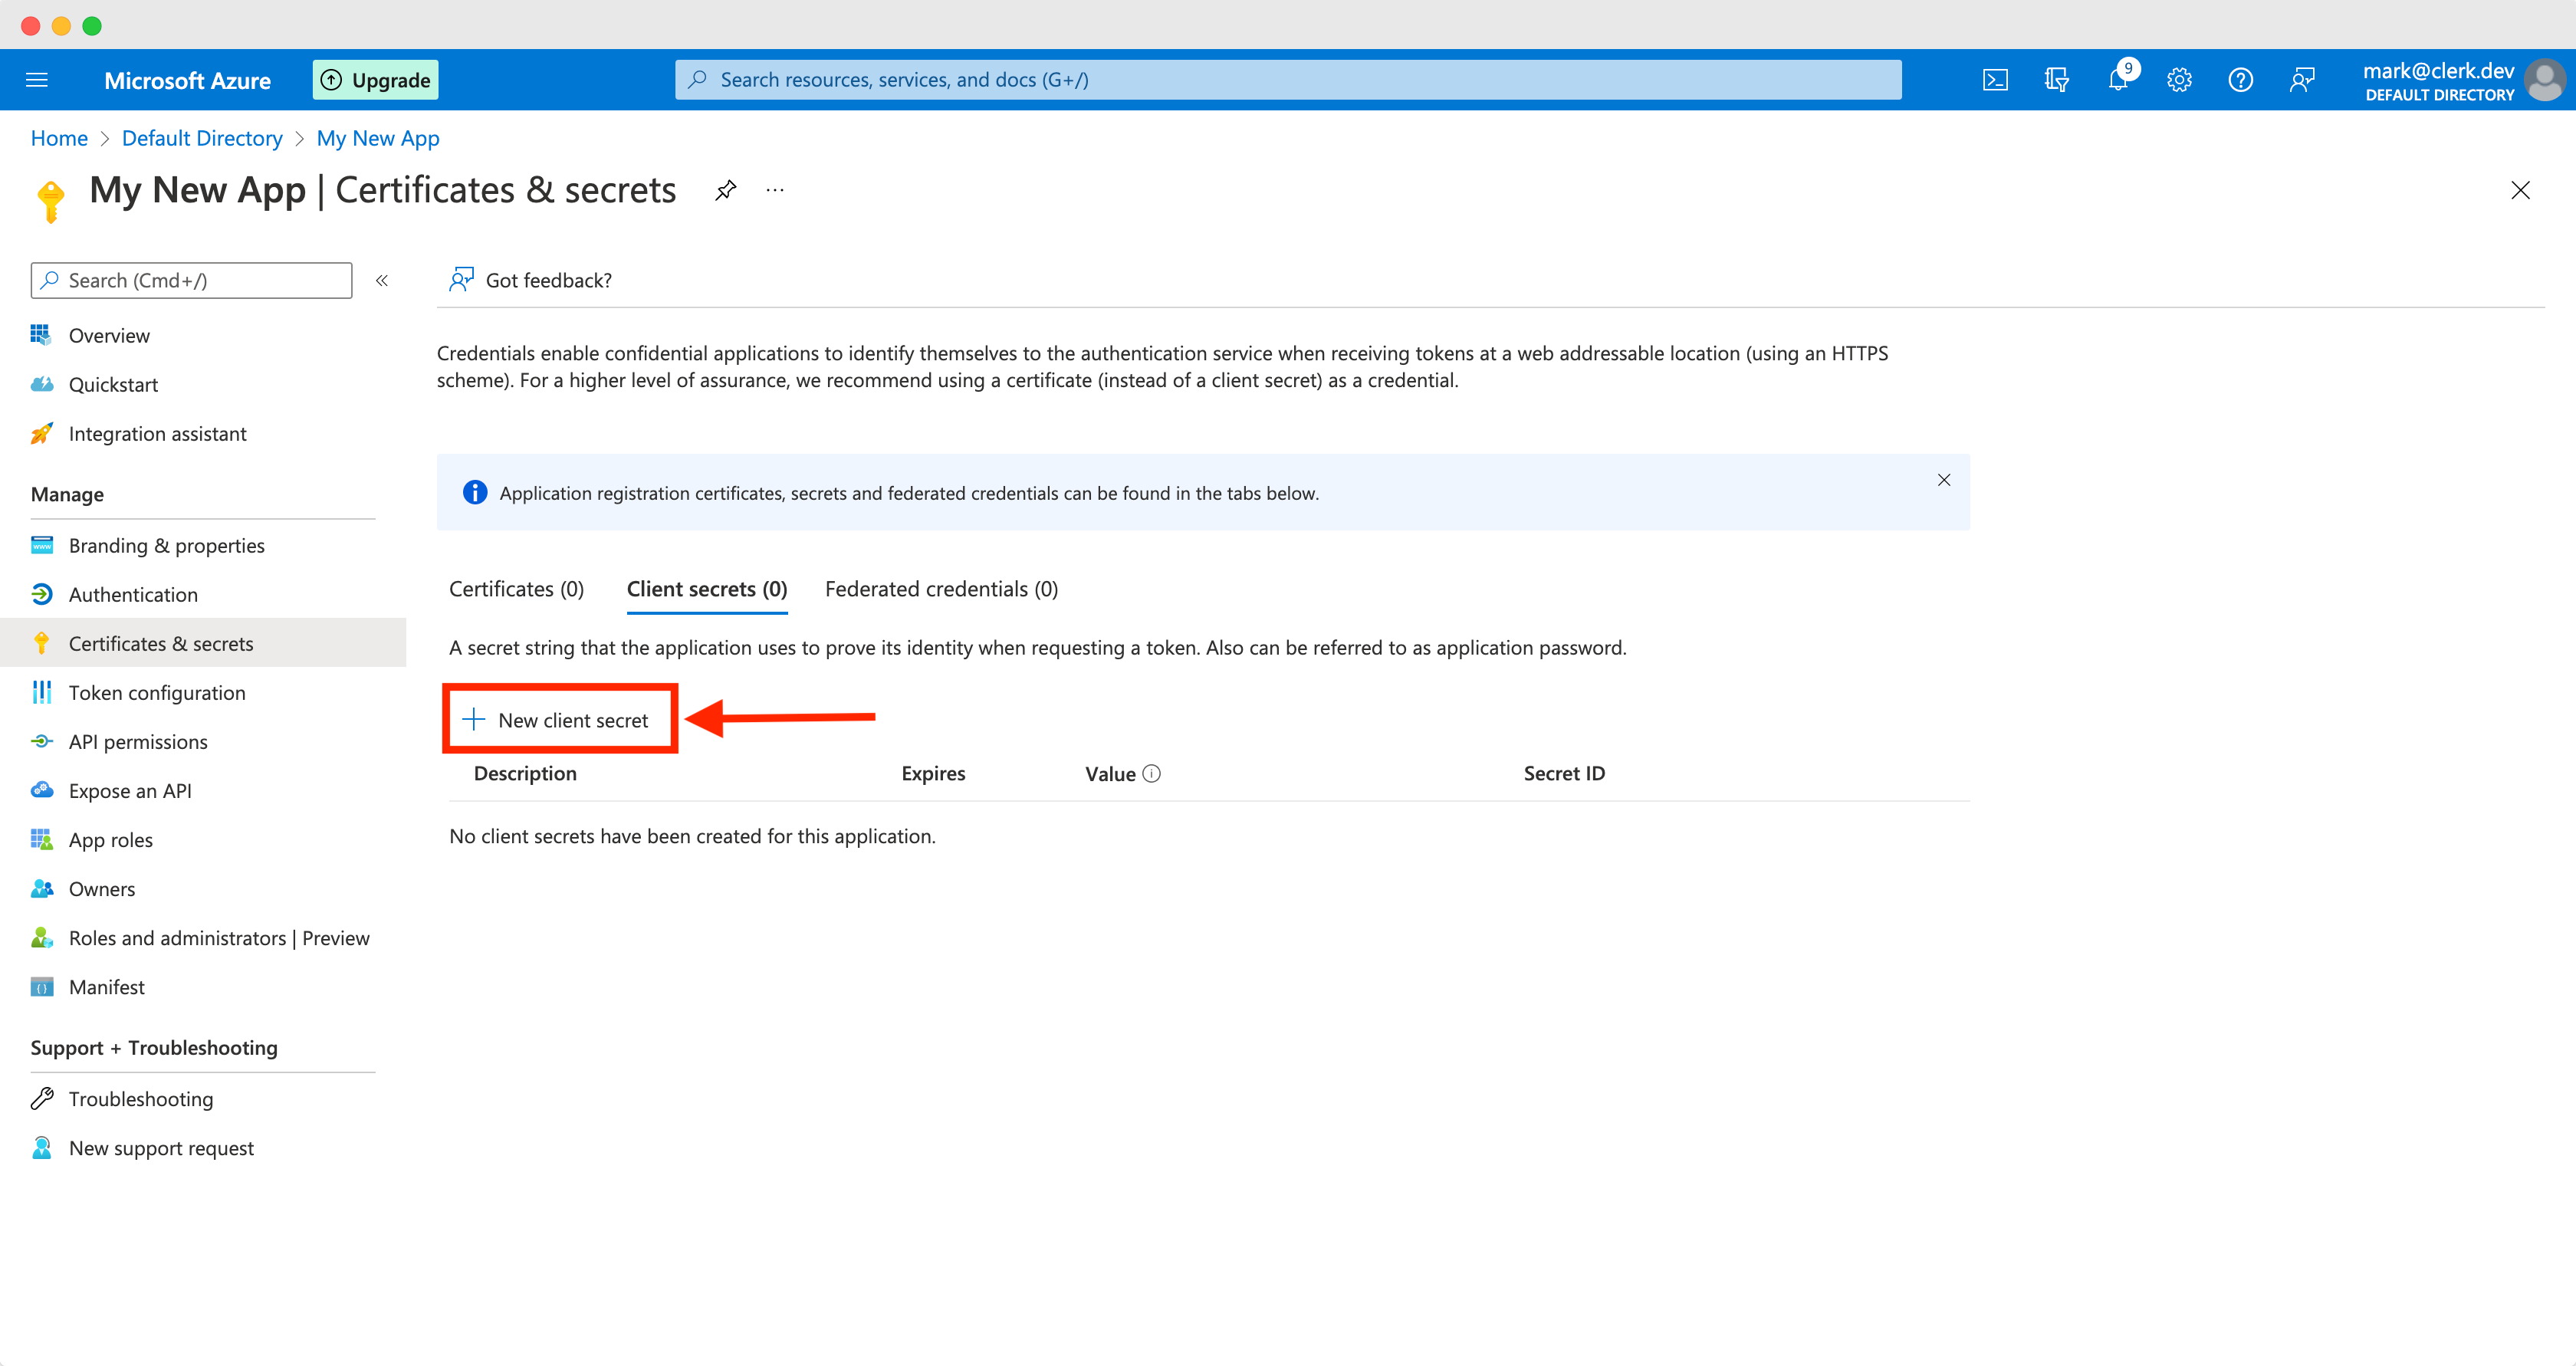 Microsoft Azure
Upgrade
Search resources, services, and docs (G+/)
9
mark@clerk.dev
DEFAULT DIRECTORY
Home > Default Directory > My New App
My New App | Certificates & secrets
Search (Cmd+/)
«
Got feedback?
Overview
Quickstart
Integration assistant
Manage
Branding & properties
Authentication
Certificates & secrets
Token configuration
API permissions
Expose an API
App roles
Owners
Roles and administrators | Preview
Manifest
Support + Troubleshooting
Troubleshooting
New support request
Credentials enable confidential applications to identify themselves to the authentication service when receiving tokens at a web addressable location (using an HTTPS
scheme). For a higher level of assurance, we recommend using a certificate (instead of a client secret) as a credential.
Application registration certificates, secrets and federated credentials can be found in the tabs below.
Certificates (0) Client secrets (0) Federated credentials (0)
A secret string that the application uses to prove its identity when requesting a token. Also can be referred to as application password.
New client secret
Description Expires Value Secret ID
No client secrets have been created for this application.